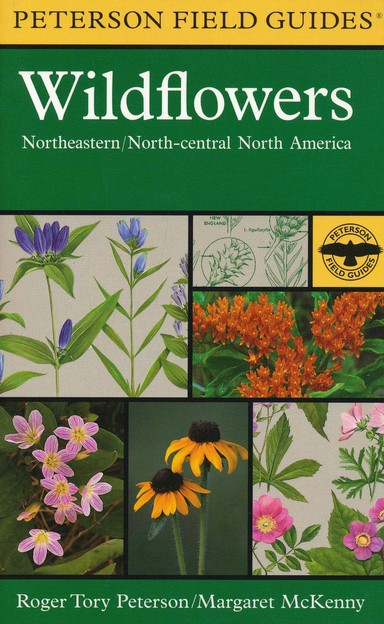 PETERSON FIELD GUIDES®
Wildflowers
Northeastern/North-central North America
NEW
ENGLAND
L. ligulistylis
PETERSON
FIELD GUIDES
Roger Tory Peterson/Margaret McKenny